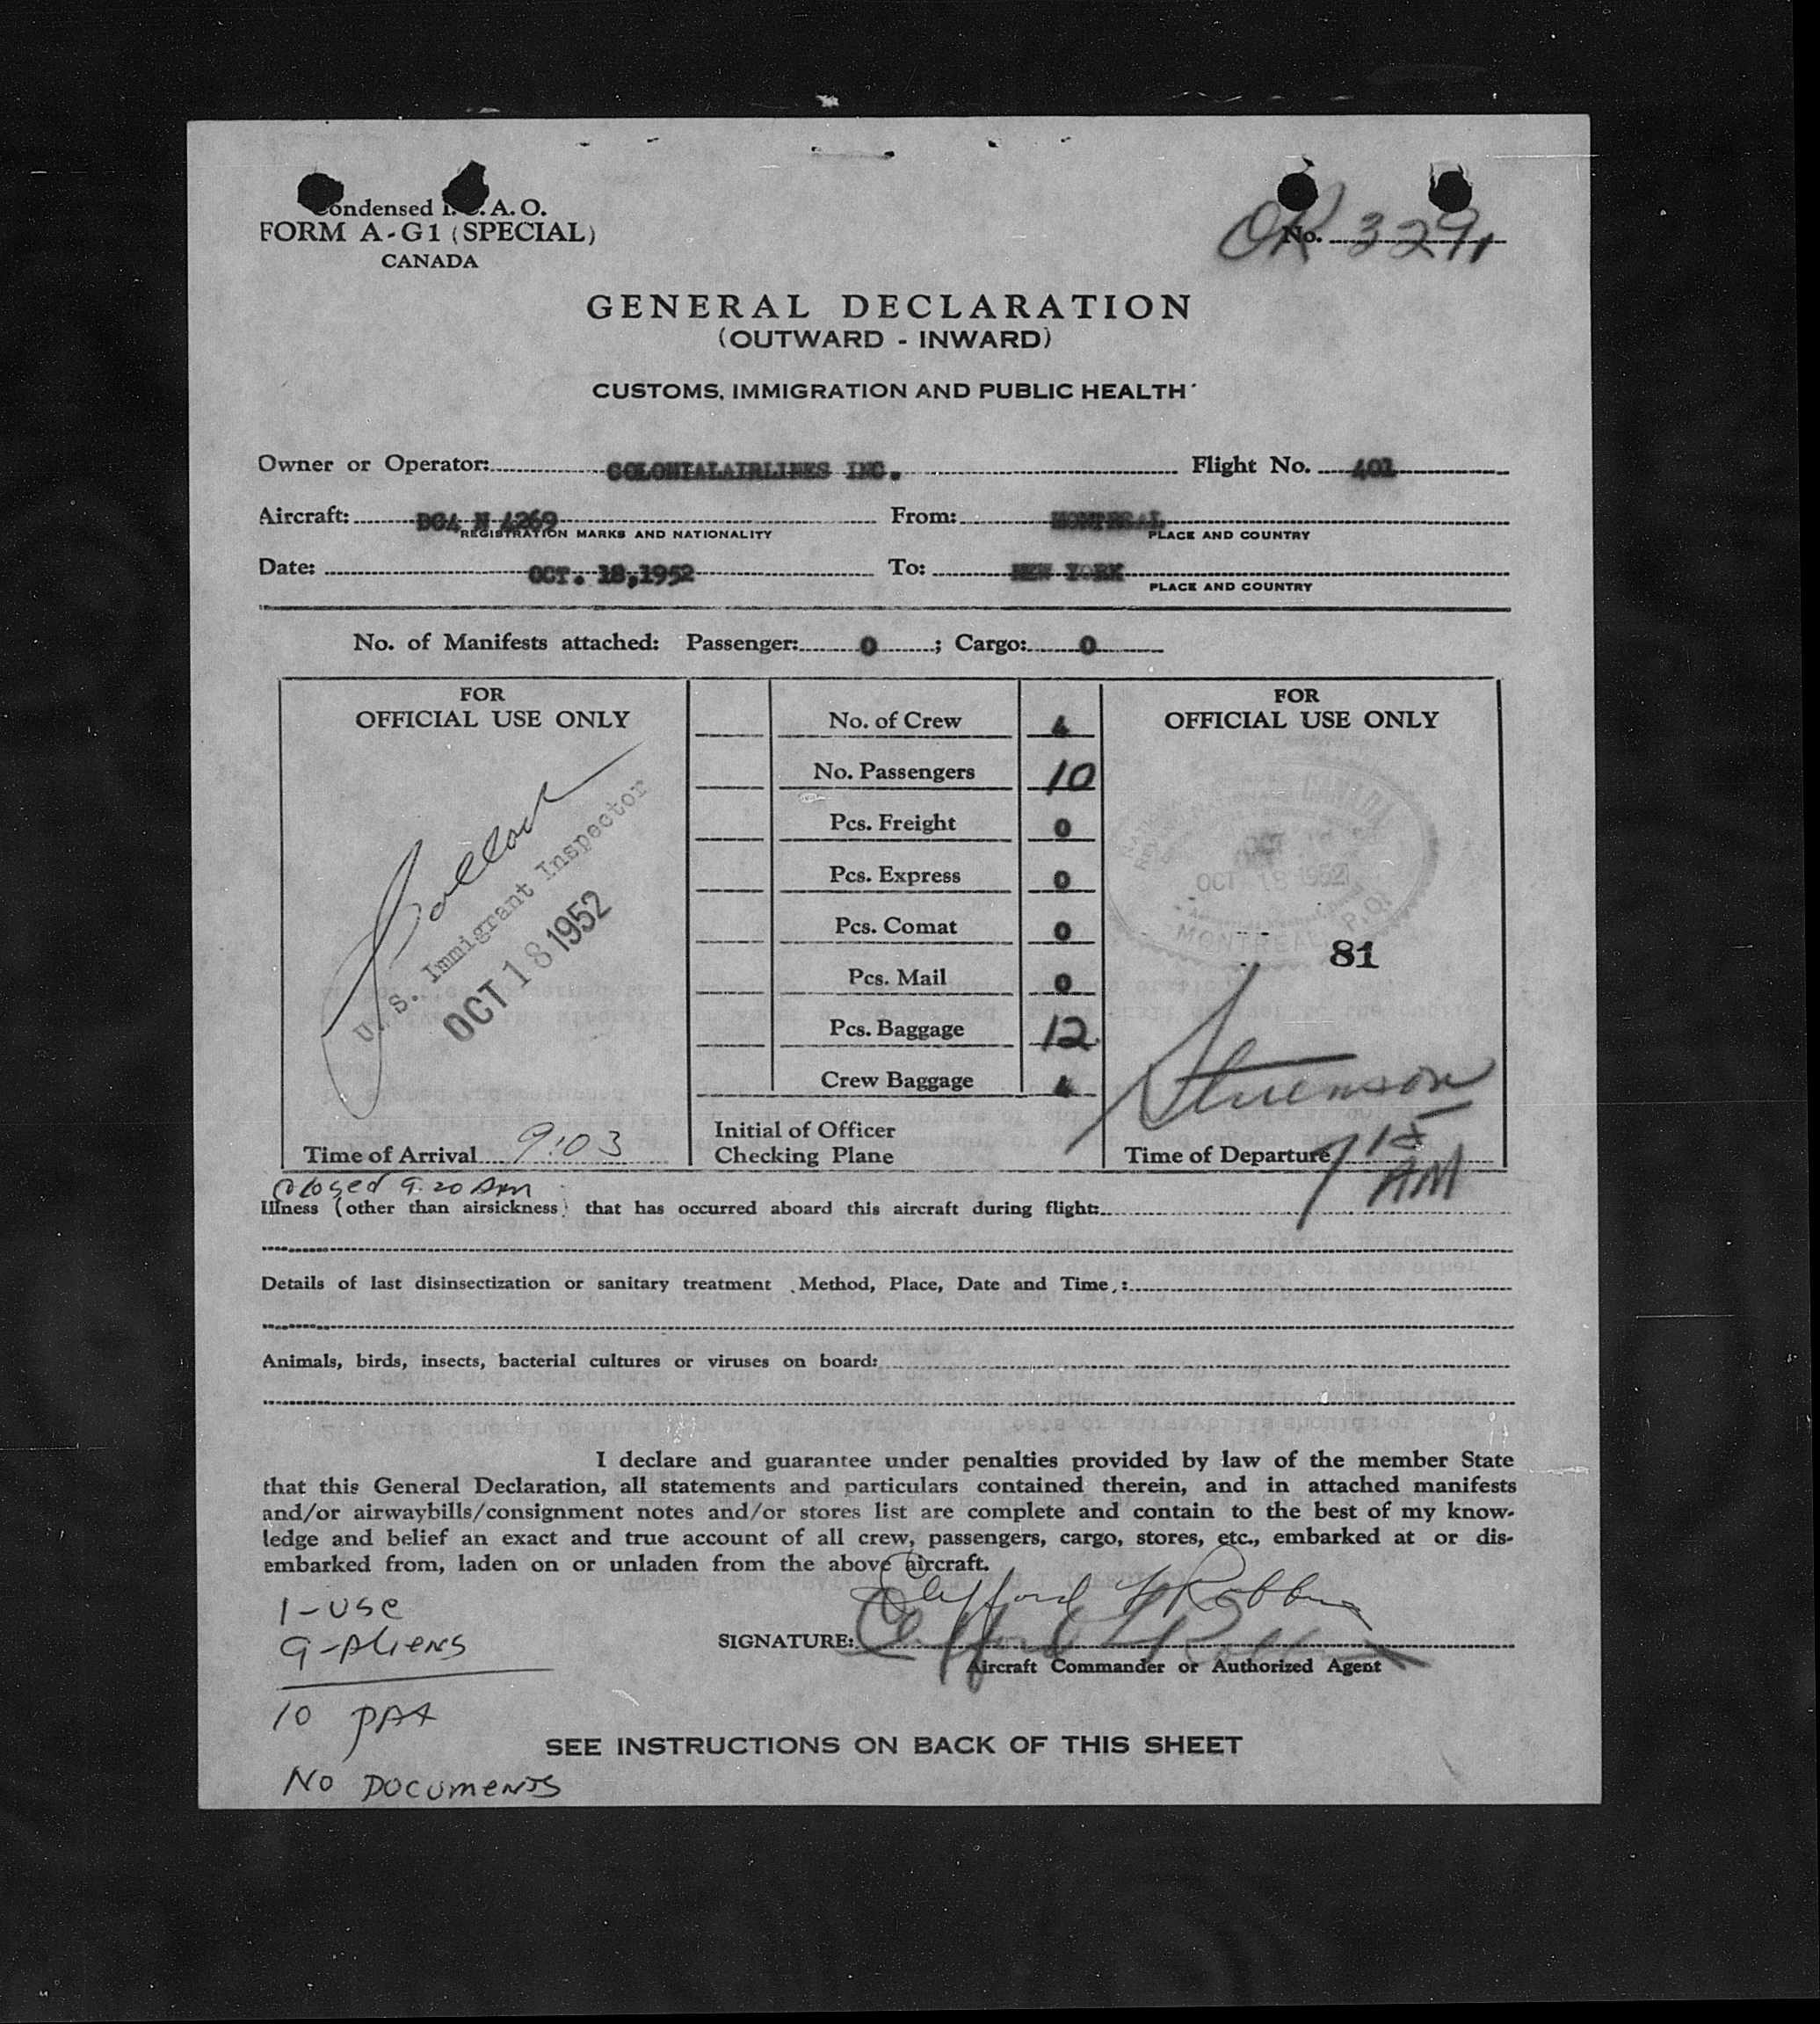 Condensed I.C.A.O.
FORM A-G1 (SPECIAL)
CANADA
OK No. 329
GENERAL DECLARATION
(OUTWARD - INWARD)
CUSTOMS, IMMIGRATION AND PUBLIC HEALTH
Owner or Operator: COLONIALAIRLINES INC. Flight No. 401
Aircraft: DC4 N 4269 From: MONTREAL
REGISTRATION MARKS AND NATIONALITY PLACE AND COUNTRY
Date: OCT. 18,1952 To: NEW YORK
PLACE AND COUNTRY
No. of Manifests attached: Passenger: 0 ; Cargo: 0
FOR
OFFICIAL USE ONLY
U. S. Immigrant Inspector
OCT 18 1952
Time of Arrival 9:03
No. of Crew 4
No. Passengers 10
Pcs. Freight 0
Pcs. Express 0
Pcs. Comat 0
Pcs. Mail 0
Pcs. Baggage 12
Crew Baggage 4
Initial of Officer
Checking Plane
FOR
OFFICIAL USE ONLY
CANADA
OCT 18 1952
MONTREAL, P.Q.
81
Stevenson
Time of Departure 7 15
AM
Closed 9.20 Am
Illness (other than airsickness) that has occurred aboard this aircraft during flight:
Details of last disinsectization or sanitary treatment Method, Place, Date and Time :
Animals, birds, insects, bacterial cultures or viruses on board:
I declare and guarantee under penalties provided by law of the member State
that this General Declaration, all statements and particulars contained therein, and in attached manifests
and/or airwaybills/consignment notes and/or stores list are complete and contain to the best of my know-
ledge and belief an exact and true account of all crew, passengers, cargo, stores, etc., embarked at or dis-
embarked from, laden on or unladen from the above aircraft.
1-USC
9-Aliens
10 PAX
No Documents
Clifford L Robbins
SIGNATURE: Clifford L Robbins
Aircraft Commander or Authorized Agent
SEE INSTRUCTIONS ON BACK OF THIS SHEET